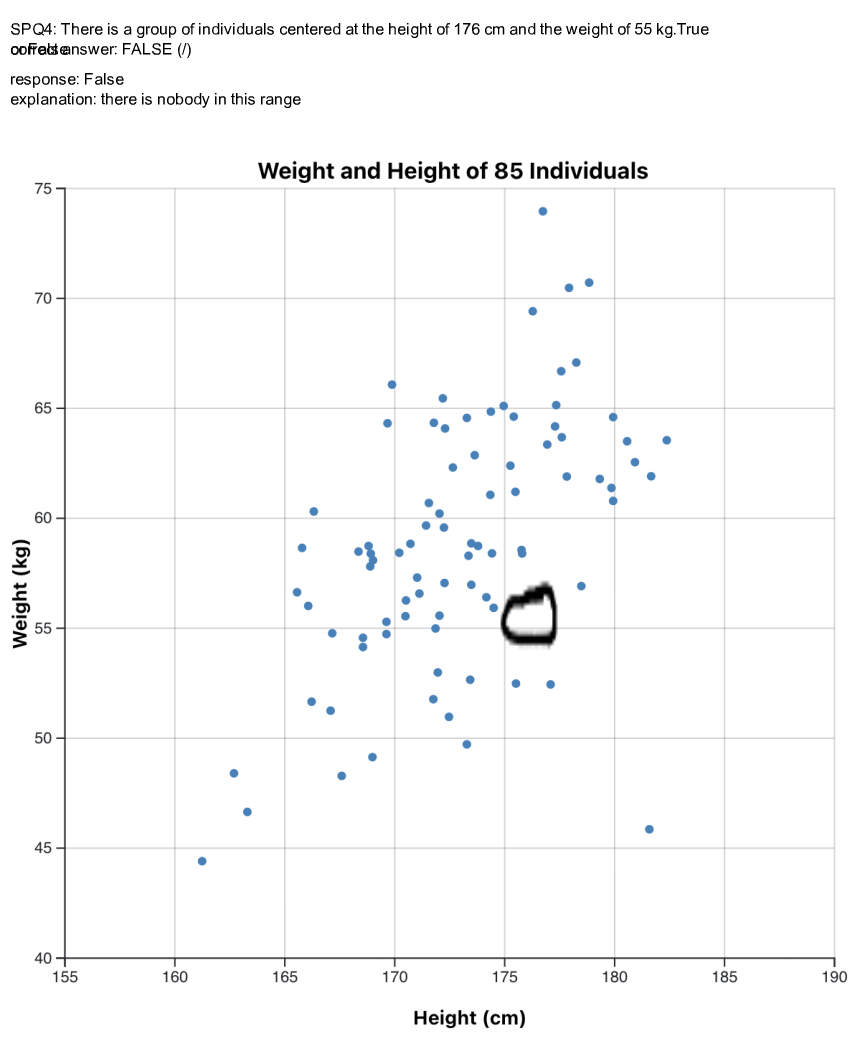 SPQ4: There is a group of individuals centered at the height of 176 cm and the weight of 55 kg.True
or False
correct answer: FALSE (/)
response: False
explanation: there is nobody in this range
Weight and Height of 85 Individuals
75
70
65
60
55
50
45
40
Weight (kg)
155 160 165 170 175 180 185 190
Height (cm)